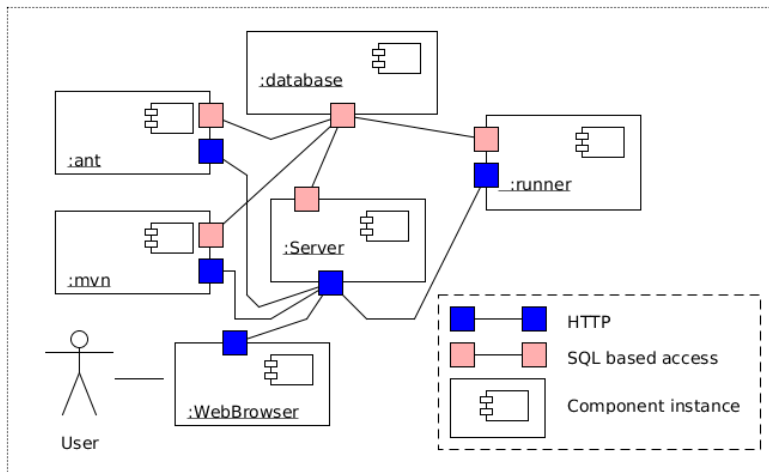 :database
:ant
:runner
:Server
:mvn
HTTP
SQL based access
:WebBrowser
Component instance
User